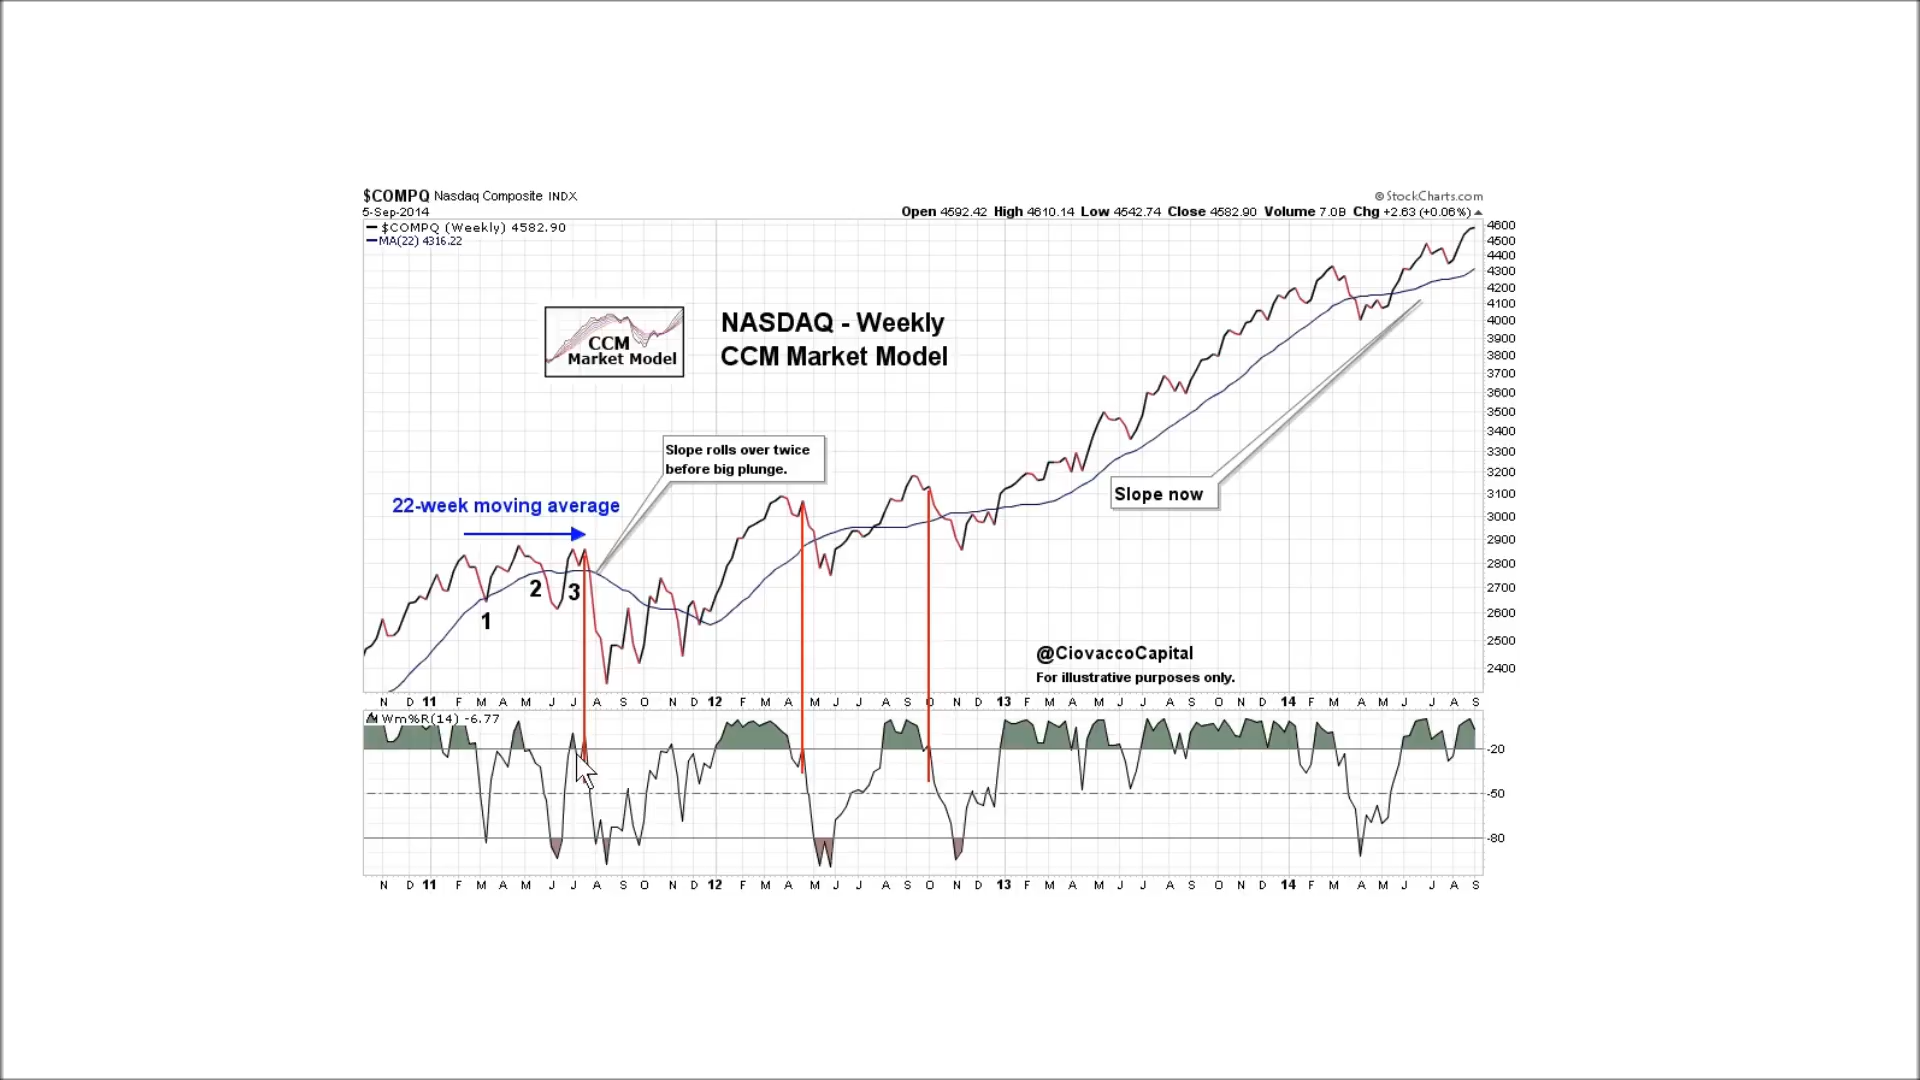 $COMPQ Nasdaq Composite INDX
© StockCharts.com
5-Sep-2014
Open 4592.42 High 4610.14 Low 4542.74 Close 4582.90 Volume 7.0B Chg +2.63 (+0.06%)
$COMPQ (Weekly) 4582.90
MA(22) 4316.22
4600
4500
4400
4300
4200
4100
4000
3900
3800
3700
3600
3500
3400
3300
3200
3100
3000
2900
2800
2700
2600
2500
2400
CCM
Market Model
NASDAQ - Weekly
CCM Market Model
Slope rolls over twice
before big plunge.
22-week moving average
Slope now
1
2
3
@CiovaccoCapital
For illustrative purposes only.
N D 11 F M A M J J A S O N D 12 F M A M J J A S O N D 13 F M A M J J A S O N D 14 F M A M J J A S
Wm%R(14) -6.77
-20
-50
-80
N D 11 F M A M J J A S O N D 12 F M A M J J A S O N D 13 F M A M J J A S O N D 14 F M A M J J A S